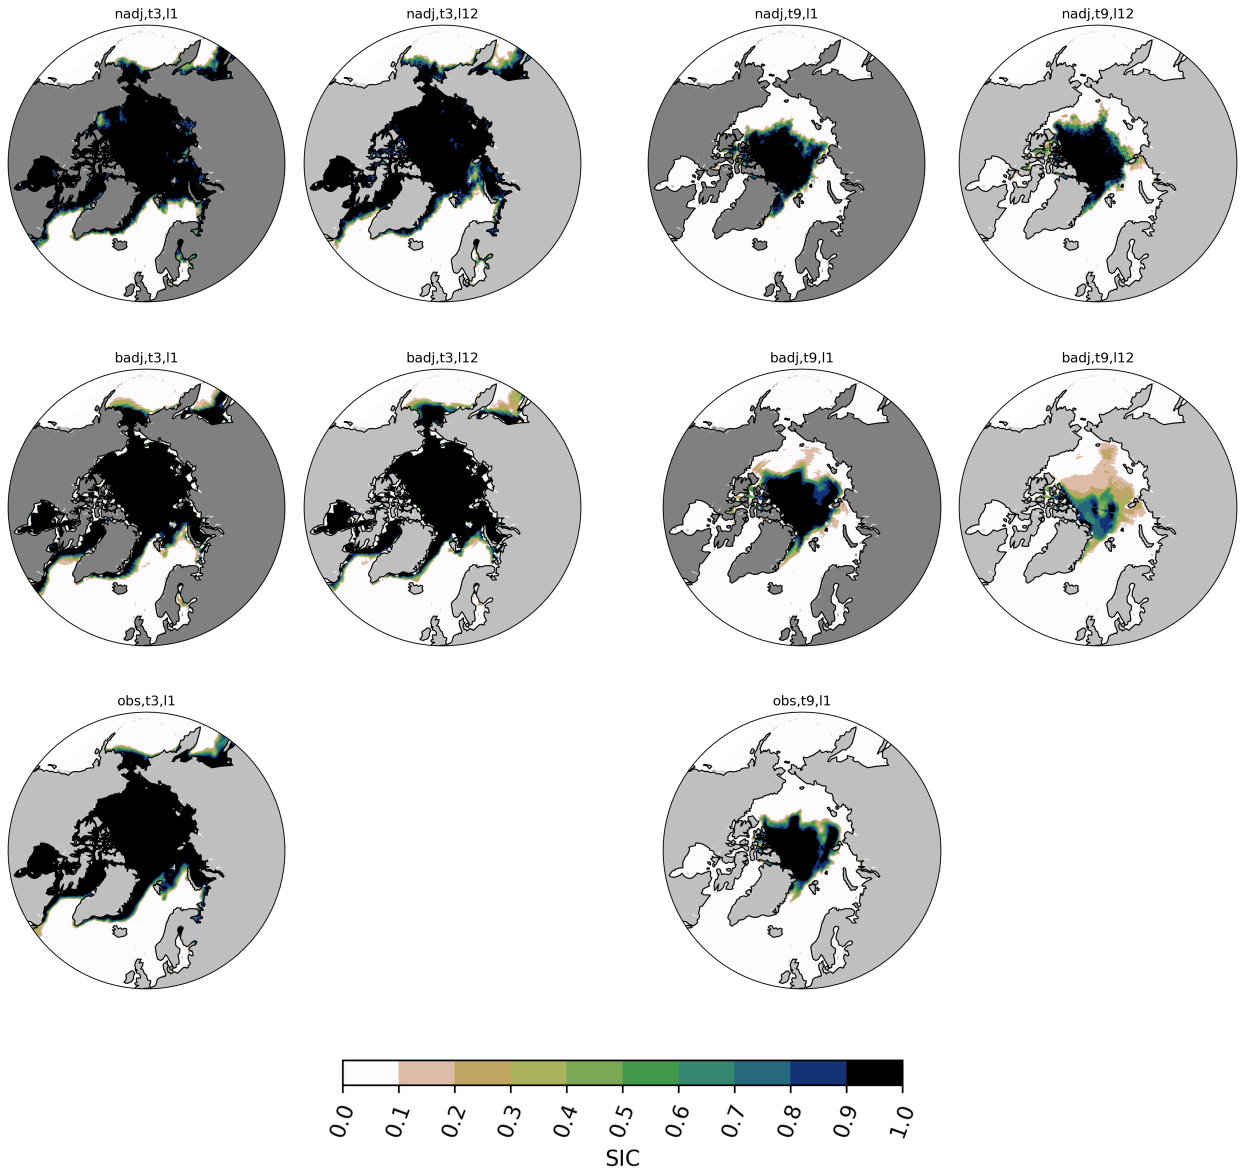 nadj,t3,l1
nadj,t3,l12
nadj,t9,l1
nadj,t9,l12
badj,t3,l1
badj,t3,l12
badj,t9,l1
badj,t9,l12
obs,t3,l1
obs,t9,l1
0.0 0.1 0.2 0.3 0.4 0.5 0.6 0.7 0.8 0.9 1.0
SIC